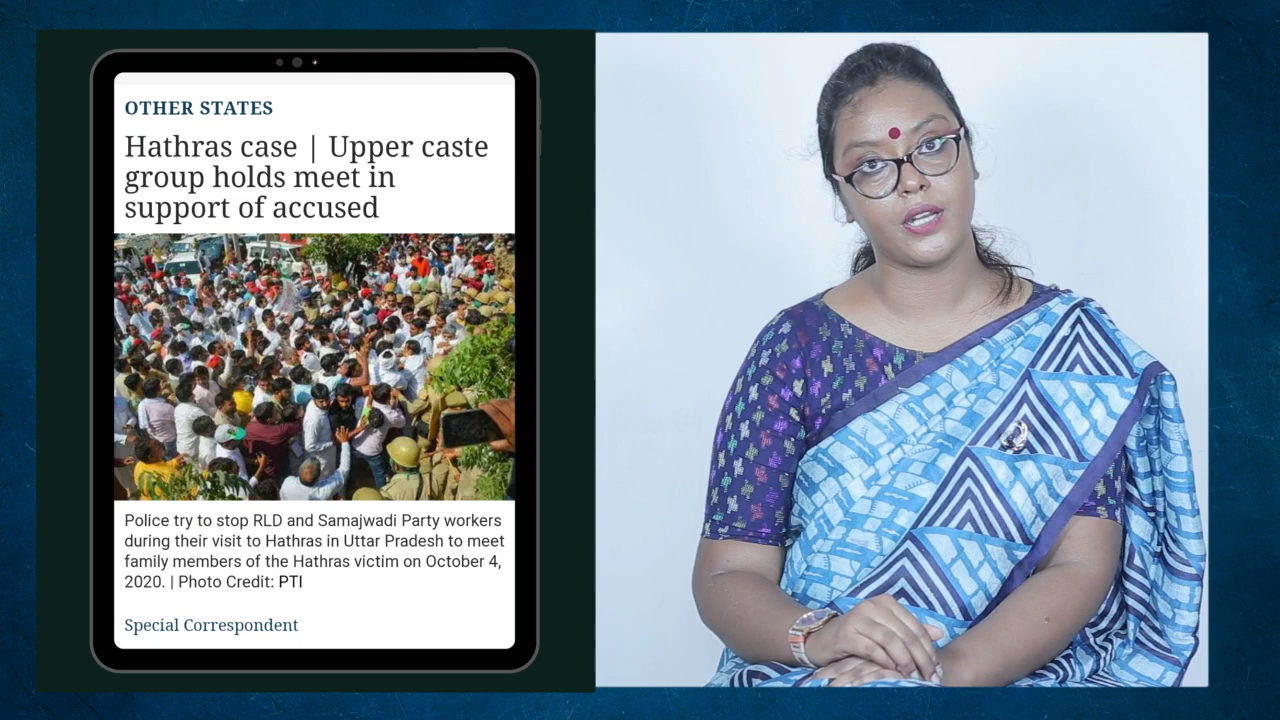 OTHER STATES
Hathras case | Upper caste
group holds meet in
support of accused
Police try to stop RLD and Samajwadi Party workers
during their visit to Hathras in Uttar Pradesh to meet
family members of the Hathras victim on October 4,
2020. | Photo Credit: PTI
Special Correspondent